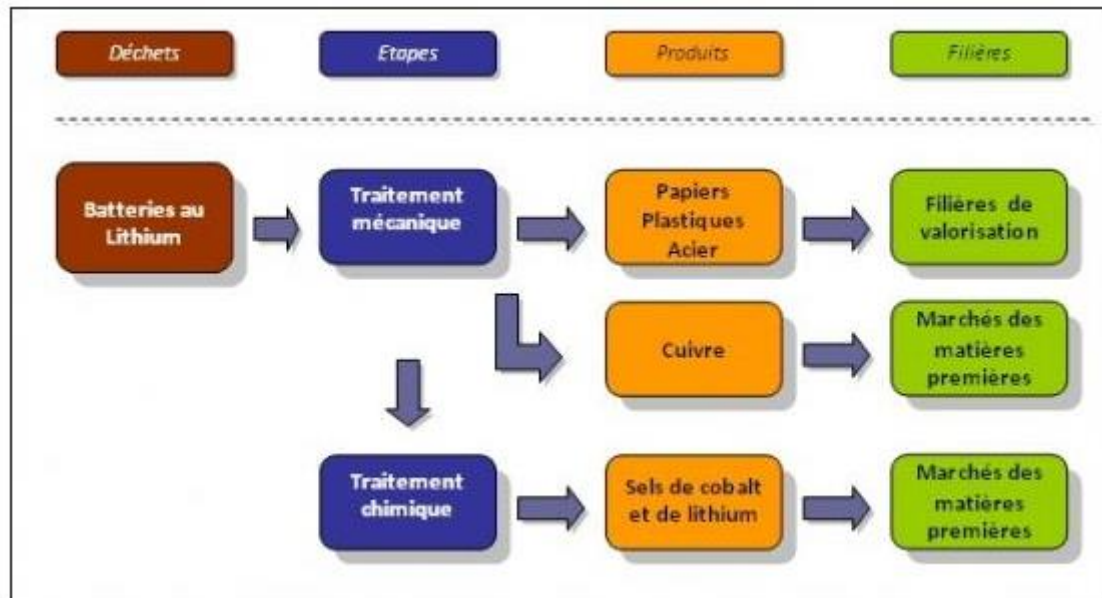 Déchets
Etapes
Produits
Filières
Batteries au
Lithium
Traitement
mécanique
Papiers
Plastiques
Acier
Filières de
valorisation
Cuivre
Marchés des
matières
premières
Traitement
chimique
Sels de cobalt
et de lithium
Marchés des
matières
premières